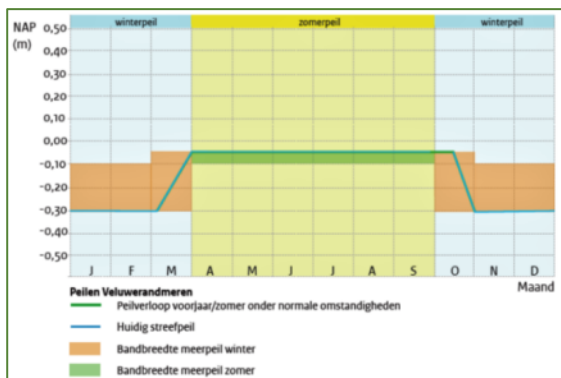 NAP
(m)
winterpeil
zomerpeil
winterpeil
0,50
0,40
0,30
0,20
0,10
0,00
-0,10
-0,20
-0,30
-0,40
-0,50
J F M A M J J A S O N D
Maand
Peilen Veluwerandmeren
Peilverloop voorjaar/zomer onder normale omstandigheden
Huidig streefpeil
Bandbreedte meerpeil winter
Bandbreedte meerpeil zomer